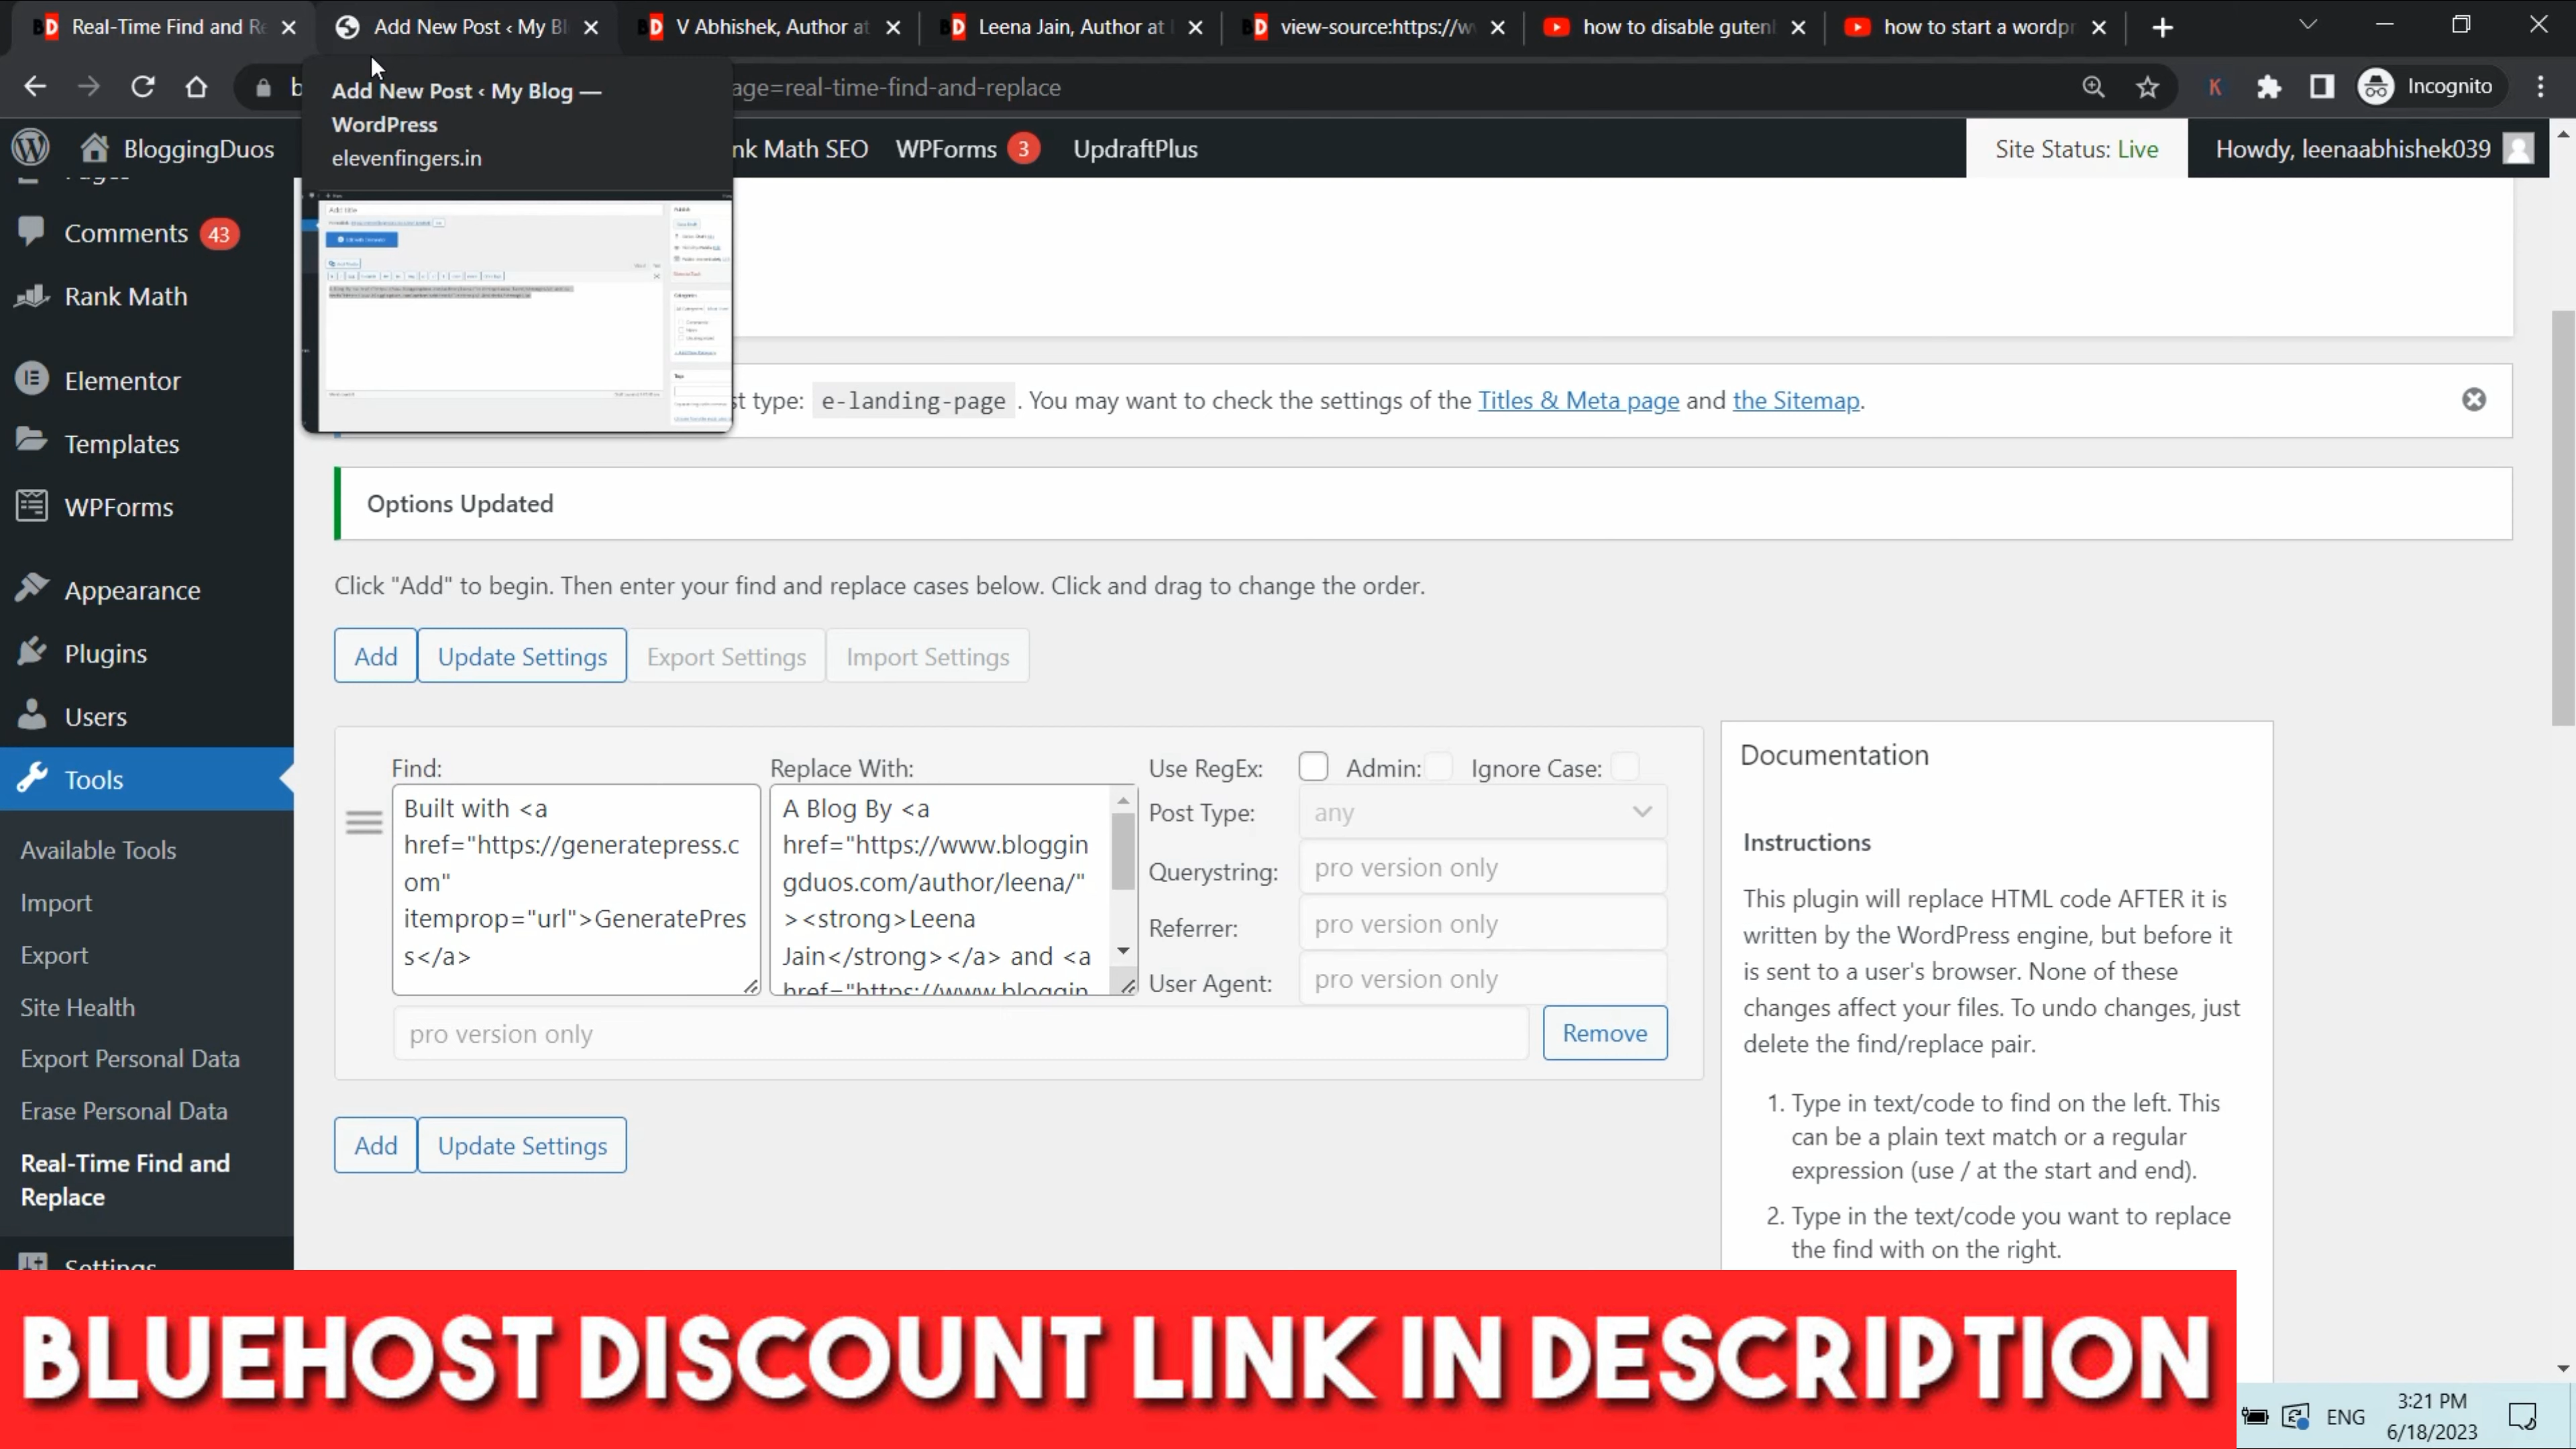 Real-Time Find and Re
Add New Post ‹ My Bl
V Abhishek, Author at
Leena Jain, Author at
view-source:https://w
how to disable guten
how to start a wordpr
age=real-time-find-and-replace
Incognito
Add New Post ‹ My Blog —
WordPress
elevenfingers.in
BloggingDuos
nk Math SEO
WPForms 3
UpdraftPlus
Site Status: Live
Howdy, leenaabhishek039
Pages
Comments 43
Rank Math
Elementor
Templates
WPForms
Appearance
Plugins
Users
Tools
Available Tools
Import
Export
Site Health
Export Personal Data
Erase Personal Data
Real-Time Find and
Replace
Settings
Add title
st type: e-landing-page . You may want to check the settings of the Titles & Meta page and the Sitemap.
Options Updated
Click "Add" to begin. Then enter your find and replace cases below. Click and drag to change the order.
Add
Update Settings
Export Settings
Import Settings
Find:
Built with <a
href="https://generatepress.c
om"
itemprop="url">GeneratePres
s</a>
Replace With:
A Blog By <a
href="https://www.bloggin
gduos.com/author/leena/"
><strong>Leena
Jain</strong></a> and <a
href="https://www.bloggin
Use RegEx:
Admin:
Ignore Case:
Post Type:
any
Querystring:
pro version only
Referrer:
pro version only
User Agent:
pro version only
pro version only
Remove
Add
Update Settings
Documentation
Instructions
This plugin will replace HTML code AFTER it is
written by the WordPress engine, but before it
is sent to a user's browser. None of these
changes affect your files. To undo changes, just
delete the find/replace pair.
1. Type in text/code to find on the left. This
can be a plain text match or a regular
expression (use / at the start and end).
2. Type in the text/code you want to replace
the find with on the right.
BLUEHOST DISCOUNT LINK IN DESCRIPTION
ENG
3:21 PM
6/18/2023